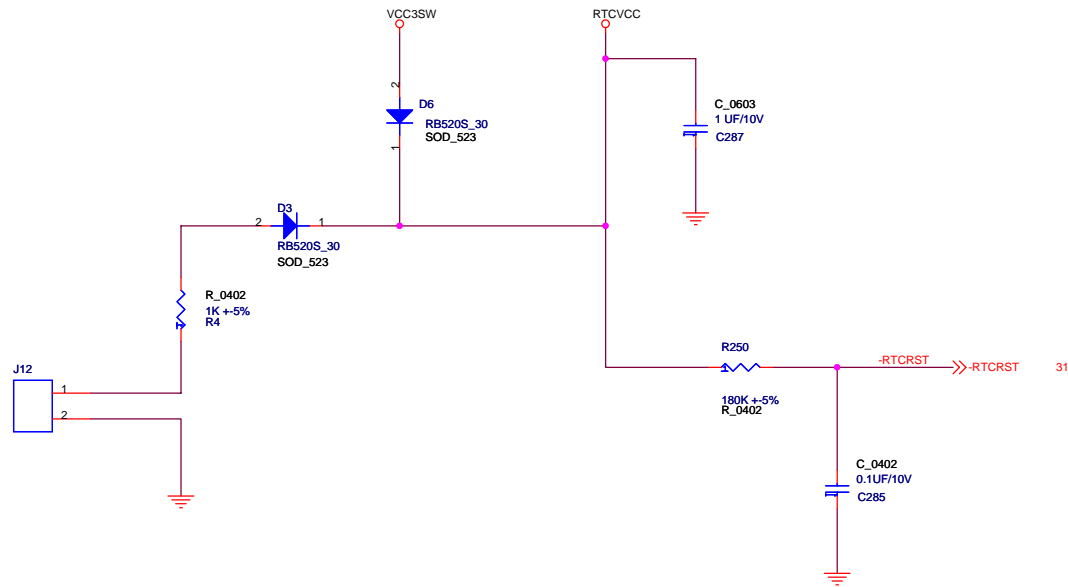 VCC3SW
RTCVCC
2
D6
RB520S_30
SOD_523
1
C_0603
1 UF/10V
C287
D3
2
1
RB520S_30
SOD_523
R_0402
1K +-5%
R4
1
J12
1
2
R250
1
180K +-5%
R_0402
-RTCRST
-RTCRST
31
C_0402
0.1UF/10V
C285